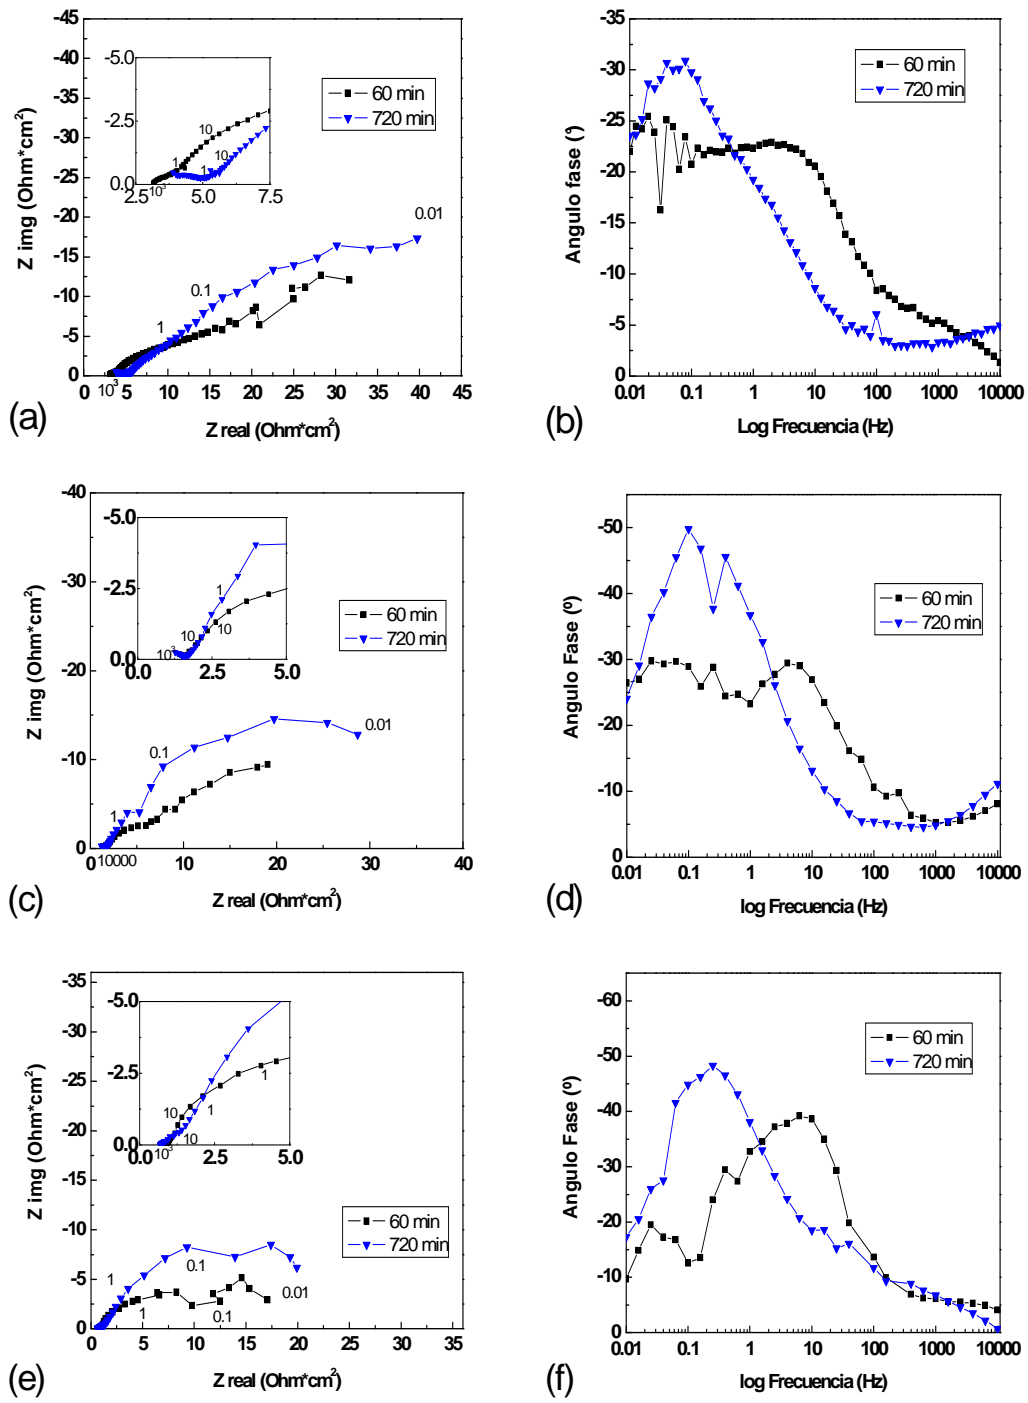 -45
-40
-35
-30
-25
-20
-15
-10
-5
0
Z img (Ohm*cm²)
-5.0
-2.5
0.0
2.5
5.0
7.5
10³
1
10
1
10
60 min
720 min
0.01
0.1
1
10³
0 5 10 15 20 25 30 35 40 45
Z real (Ohm*cm²)
(a)
-35
-30
-25
-20
-15
-10
-5
0
Angulo fase (º)
60 min
720 min
0.01 0.1 1 10 100 1000 10000
Log Frecuencia (Hz)
(b)
-40
-35
-30
-25
-20
-15
-10
-5
0
Z img (Ohm*cm²)
-5.0
-2.5
0.0
0.0 2.5 5.0
10³
10
10
1
60 min
720 min
0.01
0.1
1
10000
0 10 20 30 40
Z real (Ohm*cm²)
(c)
-50
-40
-30
-20
-10
0
Angulo Fase (º)
60 min
720 min
0.01 0.1 1 10 100 1000 10000
log Frecuencia (Hz)
(d)
-35
-30
-25
-20
-15
-10
-5
0
Z img (Ohm*cm²)
-5.0
-2.5
0.0
0.0 2.5 5.0
10³
10
10
1
1
60 min
720 min
1
0.1
0.01
1
0.1
0 5 10 15 20 25 30 35
Z real (Ohm*cm²)
(e)
-60
-50
-40
-30
-20
-10
0
Angulo Fase (º)
60 min
720 min
0.01 0.1 1 10 100 1000 10000
log Frecuencia (Hz)
(f)